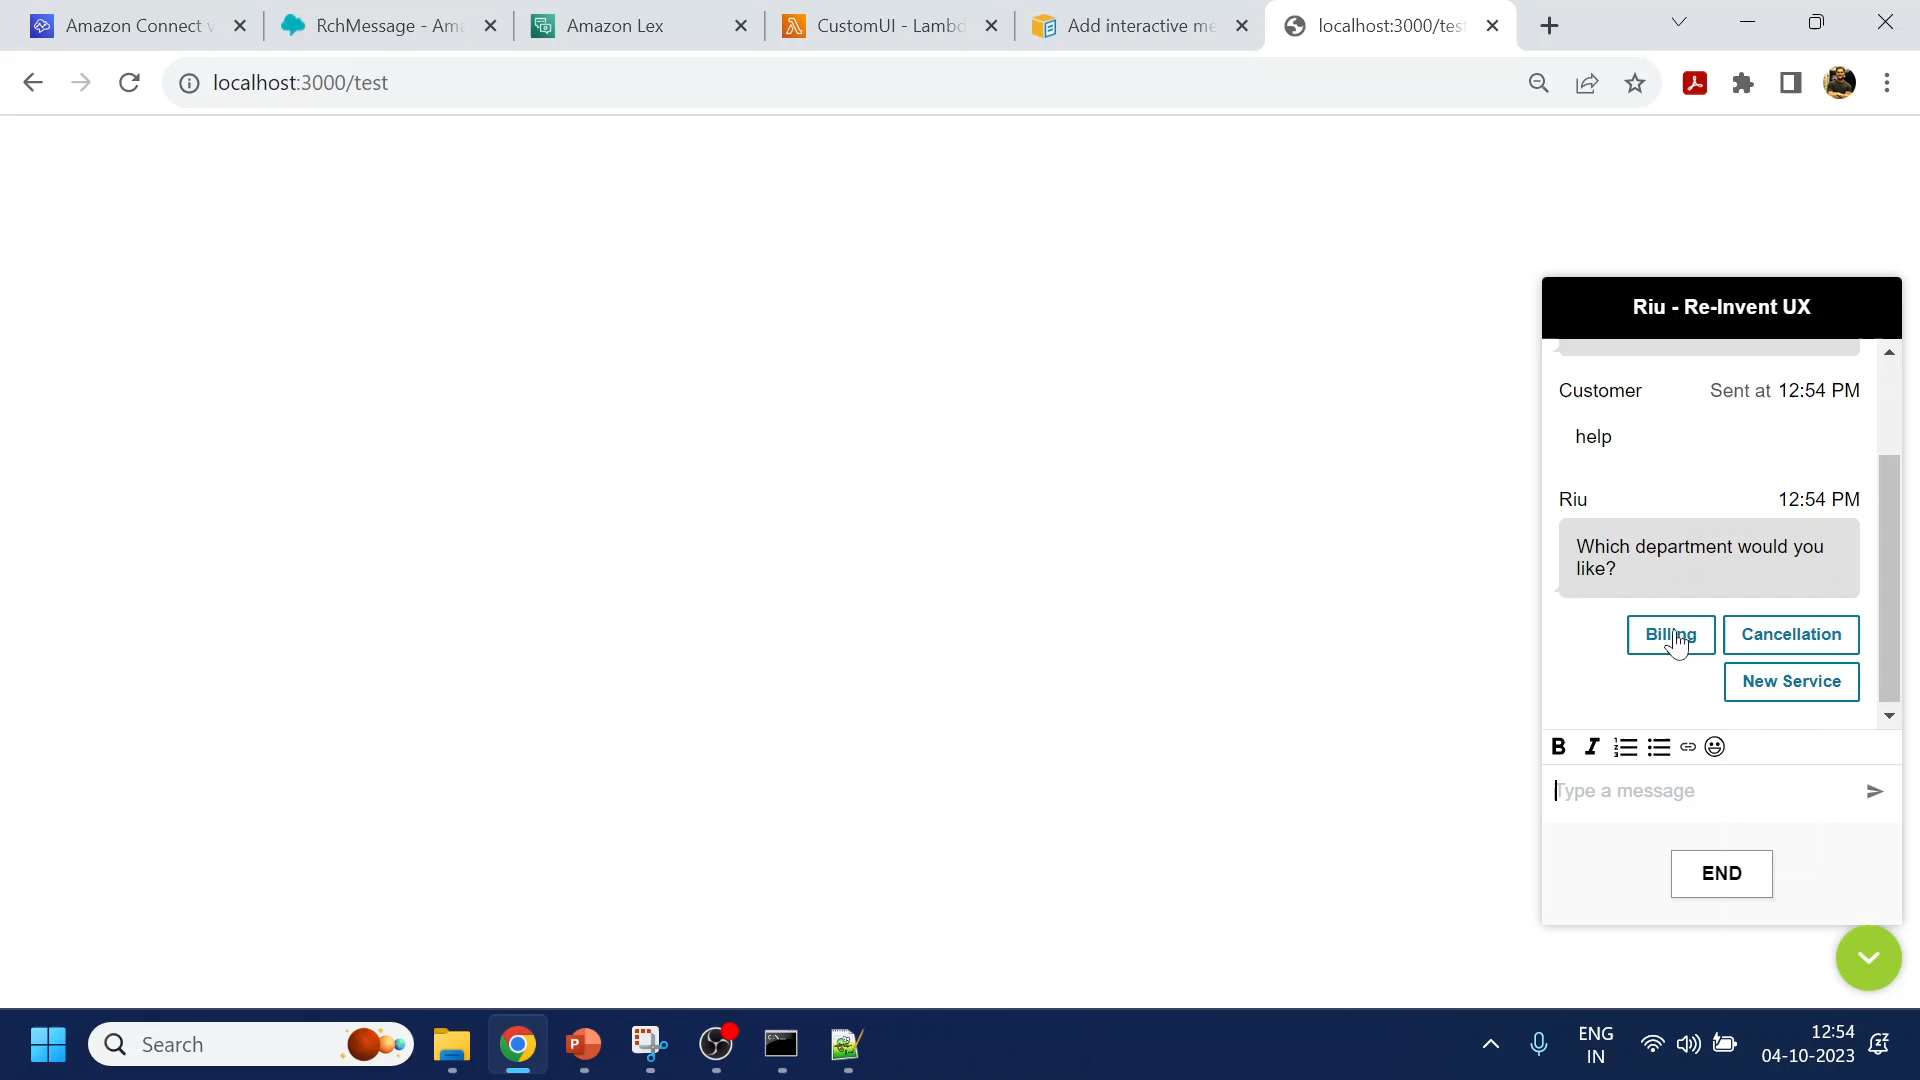 Amazon Connect
RchMessage - Am
Amazon Lex
CustomUI - Lambd
Add interactive me
localhost:3000/test
localhost:3000/test
Riu - Re-Invent UX
Customer Sent at 12:54 PM
help
Riu 12:54 PM
Which department would you
like?
Billing Cancellation
New Service
B I
Type a message
END
Search
ENG
IN
12:54
04-10-2023